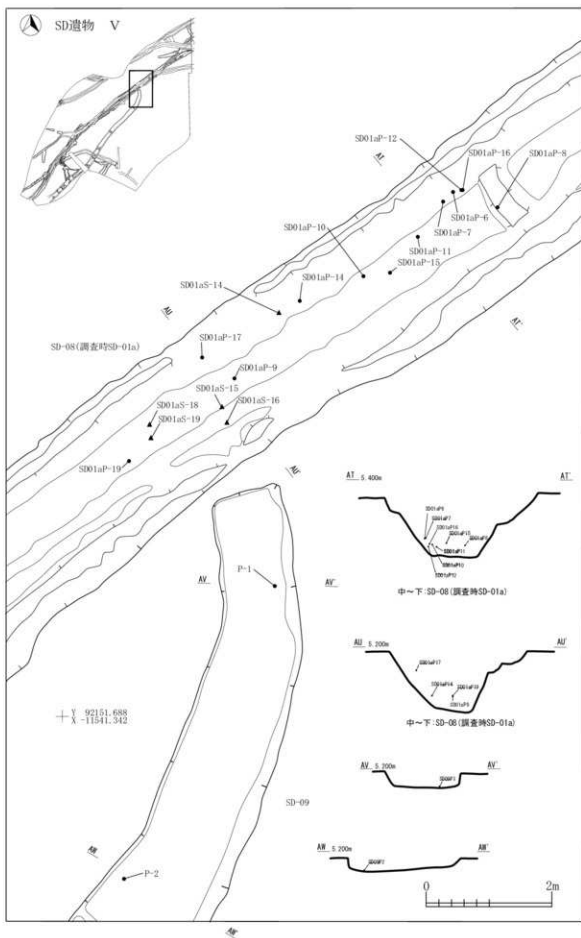 SD遺物 Ⅴ
SD01aP-12
SD01aP-16
SD01aP-8
AT
SD01aP-6
SD01aP-7
SD01aP-10
SD01aP-11
SD01aP-15
SD01aS-14
SD01aP-14
AU
AT'
SD-08(調査時SD-01a)
SD01aP-17
SD01aP-9
SD01aS-15
SD01aS-16
SD01aS-18
SD01aS-19
SD01aP-19
AU'
AV
P-1
AV'
Y 92151.688
X -11541.342
SD-09
AW
P-2
AW'
AT 5.400m AT'
中～下:SD-08(調査時SD-01a)
AU 5.200m AU'
中～下:SD-08(調査時SD-01a)
AV 5.200m AV'
AW 5.200m AW'
0 2m